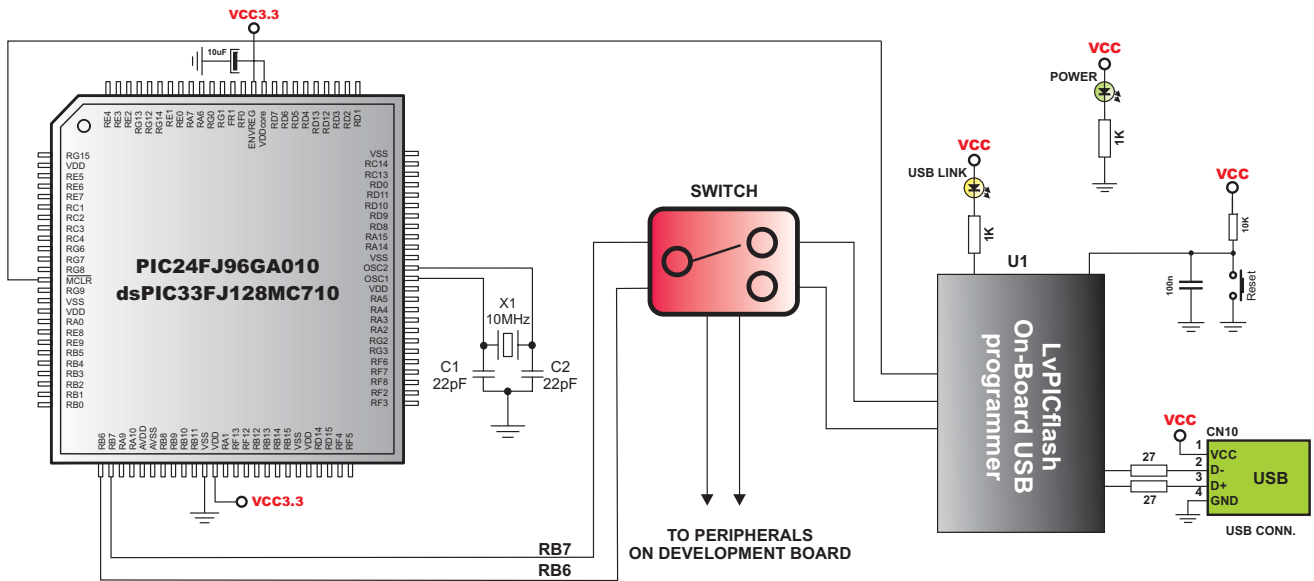 VCC3.3
10uF
RE4
RE3
RE2
RG13
RG12
RG14
RE1
RE0
RA7
RA6
RG0
RG1
FR1
RF0
ENVREG
VDDcore
RD7
RD6
RD5
RD4
RD13
RD12
RD3
RD2
RD1
RG15
VDD
RE5
RE6
RE7
RC1
RC2
RC3
RC4
RG6
RG7
RG8
MCLR
RG9
VSS
VDD
RA0
RE8
RE9
RB5
RB4
RB3
RB2
RB1
RB0
PIC24FJ96GA010
dsPIC33FJ128MC710
VSS
RC14
RC13
RD0
RD11
RD10
RD9
RD8
RA15
RA14
VSS
OSC2
OSC1
VDD
RA5
RA4
RA3
RA2
RG2
RG3
RF6
RF7
RF8
RF2
RF3
RB6
RB7
RA9
RA10
AVDD
AVSS
RB8
RB9
RB10
RB11
VSS
VDD
RA1
RF13
RF12
RB12
RB13
RB14
RB15
VSS
VDD
RD14
RD15
RF4
RF5
VCC3.3
X1
10MHz
C1
22pF
C2
22pF
SWITCH
TO PERIPHERALS
ON DEVELOPMENT BOARD
RB7
RB6
VCC
POWER
1K
VCC
USB LINK
1K
U1
LvPICflash
On-Board USB
programmer
VCC
10K
100n
Reset
VCC
CN10
1
VCC
27
2
D-
3
D+
27
4
GND
USB
USB CONN.